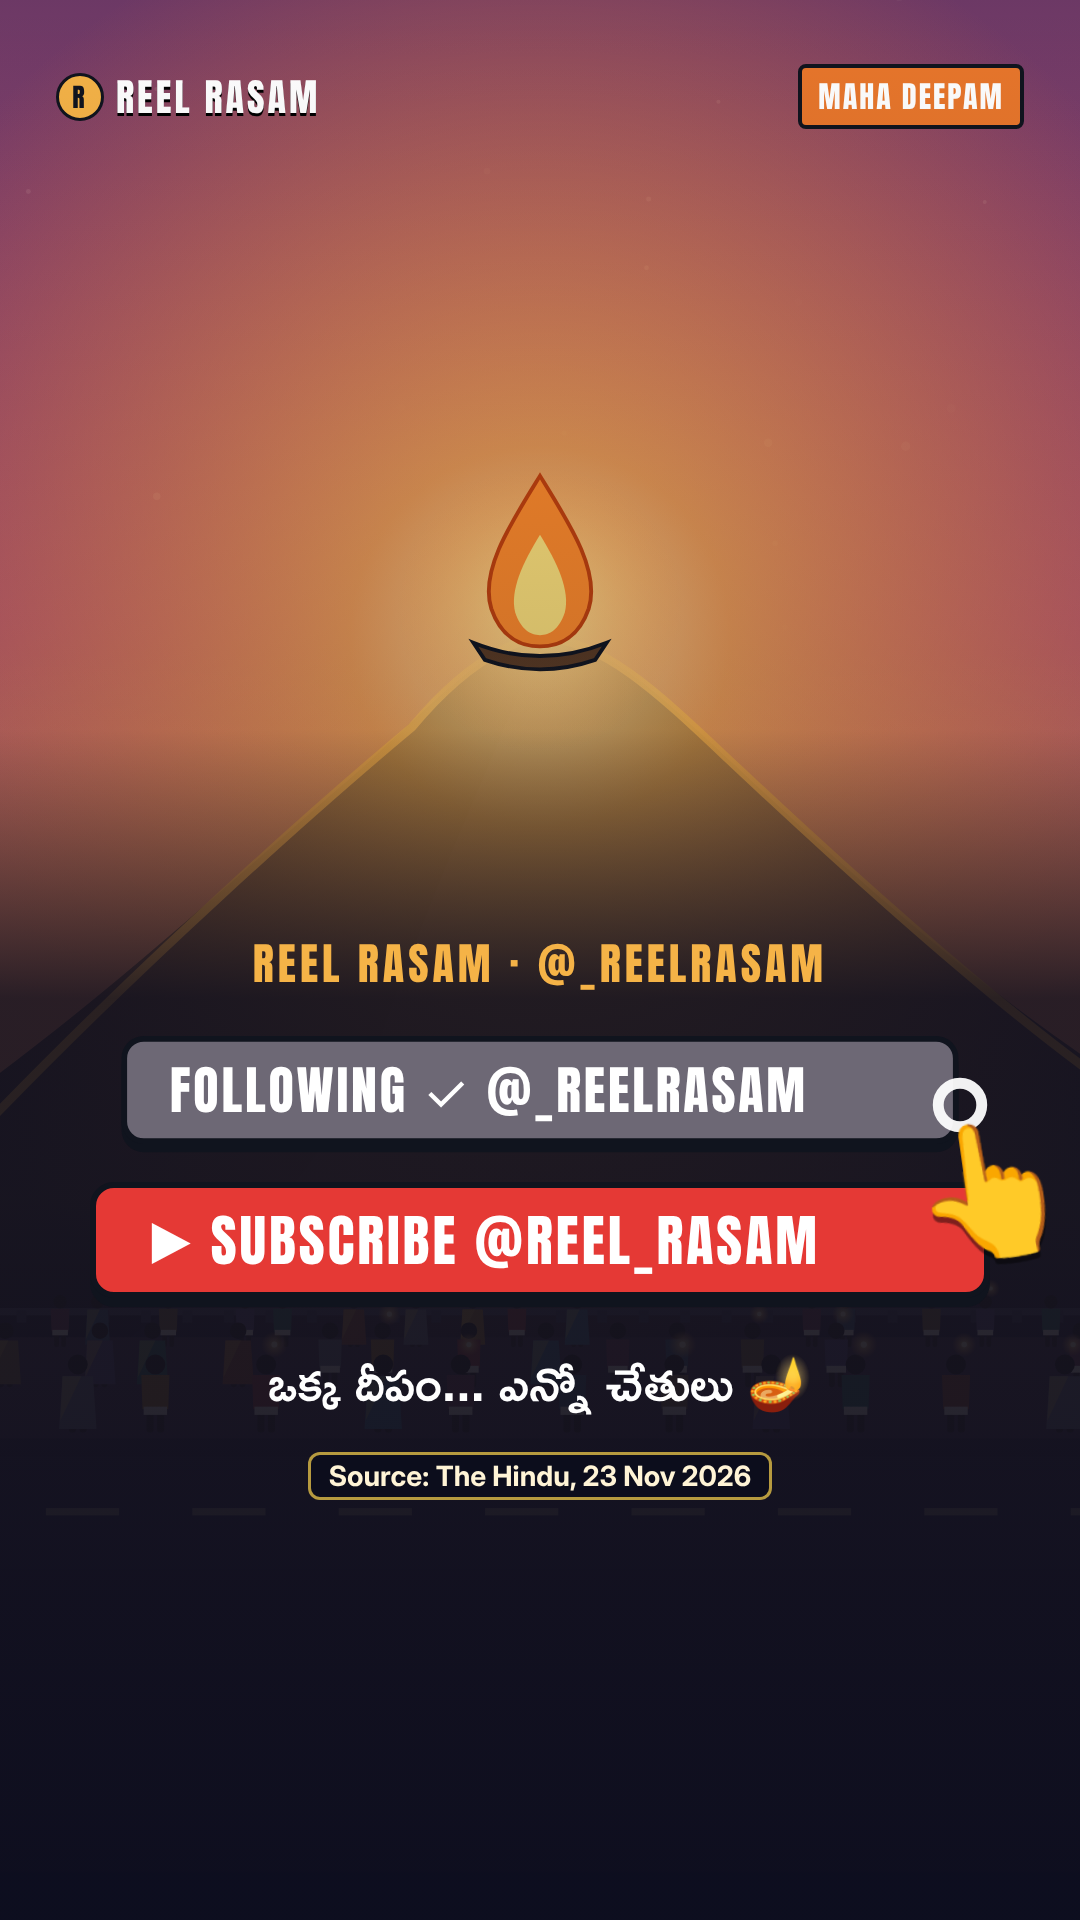 R REEL RASAM
MAHA DEEPAM
REEL RASAM · @_REELRASAM
FOLLOWING ✓ @_REELRASAM
▶ SUBSCRIBE @REEL_RASAM
ఒక్క దీపం... ఎన్నో చేతులు 🪔
Source: The Hindu, 23 Nov 2026